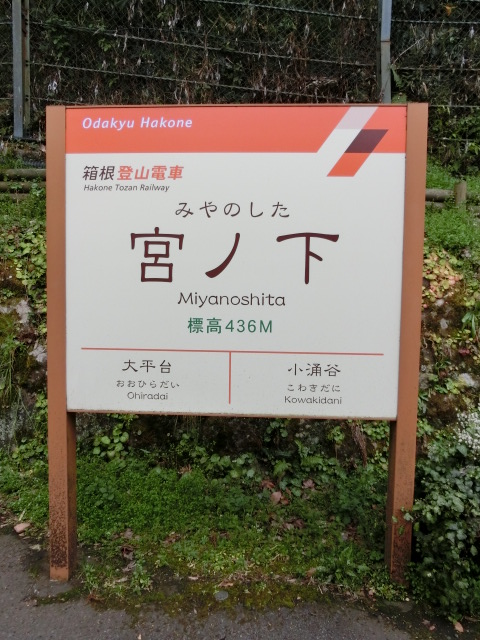 Odakyu Hakone
箱根登山電車
Hakone Tozan Railway
みやのした
宮ノ下
Miyanoshita
標高436M
大平台
おおひらだい
Ohiradai
小涌谷
こわきだに
Kowakidani